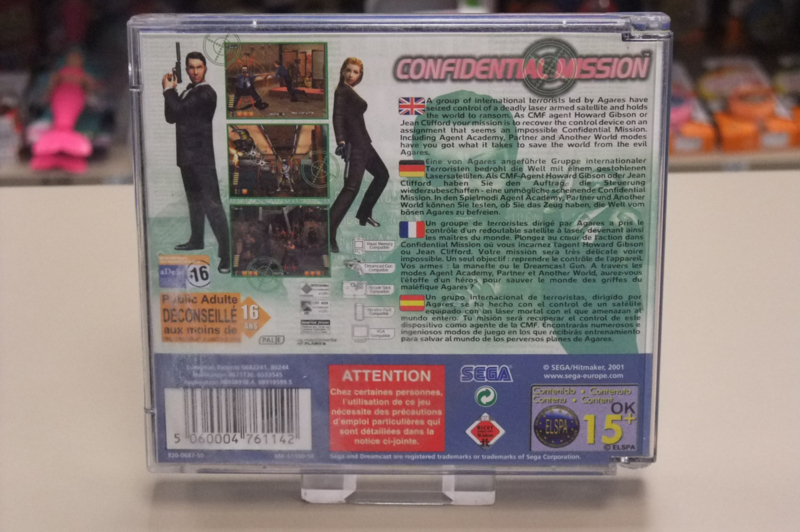 CONFIDENTIAL MISSION
A group of international terrorists led by Agares have
seized control of a deadly laser armed satellite and holds
the world to ransom. As CMF agent Howard Gibson or
Jean Clifford your mission is to recover the control device on an
assignment that seems an impossible Confidential Mission.
Including Agent Academy, Partner and Another World modes
have you got what it takes to save the world from the evil
Agares.
Eine von Agares angeführte Gruppe internationaler
Terroristen bedroht die Welt mit einem gestohlenen
Lasersatelliten. Als CMF-Agent Howard Gibson oder Jean
Clifford haben Sie den Auftrag, die Steuerung
wiederzubeschaffen - eine unmöglich scheinende Confidential
Mission. In den Spielmodi Agent Academy, Partner und Another
World können Sie testen, ob Sie das Zeug haben, die Welt vom
bösen Agares zu befreien.
Un groupe de terroristes dirigé par Agares a pris le
contrôle d'un redoutable satellite à laser, devenant ainsi
les maîtres du monde. Plongez au cœur de l'action dans
Confidential Mission où vous incarnez l'agent Howard Gibson
ou Jean Clifford. Votre mission sera très délicate voire
impossible. Un seul objectif : reprendre le contrôle de l'appareil.
Vos armes : la manette ou le Dreamcast Gun. A travers les
modes Agent Academy, Partner et Another World, aurez-vous
l'étoffe d'un héros pour sauver le monde des griffes du
maléfique Agares
Un grupo internacional de terroristas, dirigido por
Agares, se ha hecho con el control de un satélite
equipado con un láser mortal con el que amenazan al
mundo entero. Tu misión será recuperar el control de este
dispositivo como agente de la CMF. Encontrarás numerosos e
ingeniosos modos de juego en los que recibirás entrenamiento
para salvar al mundo de los perversos planes de Agares.
:16
Public Adulte
DÉCONSEILLÉ
aux moins de
16
ANS
PAL
5 060004 761142
ATTENTION
Chez certaines personnes,
l'utilisation de ce jeu
nécessite des précautions
d'emploi particulières qui
sont détaillées dans la
notice ci-jointe.
SEGA
© SEGA/Hitmaker, 2001
www.sega-europe.com
Contenido • Contenuto
Contenu • Content
ELSPA
OK
15+
© ELSPA
Sega and Dreamcast are registered trademarks or trademarks of Sega Corporation.